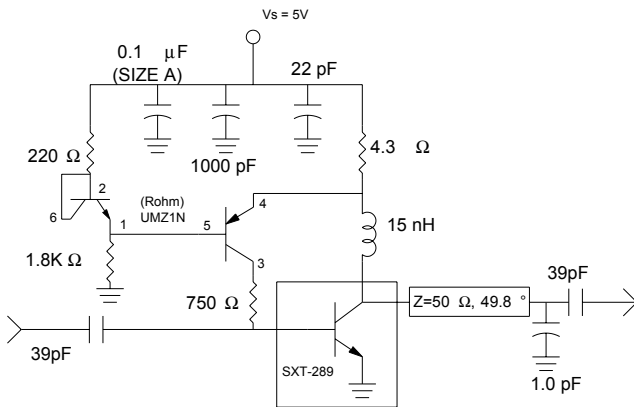 Vs = 5V
0.1 μF
(SIZE A)
22 pF
1000 pF
220 Ω
4.3 Ω
2
6
1
(Rohm)
UMZ1N
5
4
3
15 nH
1.8K Ω
750 Ω
39pF
Z=50 Ω, 49.8 °
39pF
SXT-289
1.0 pF